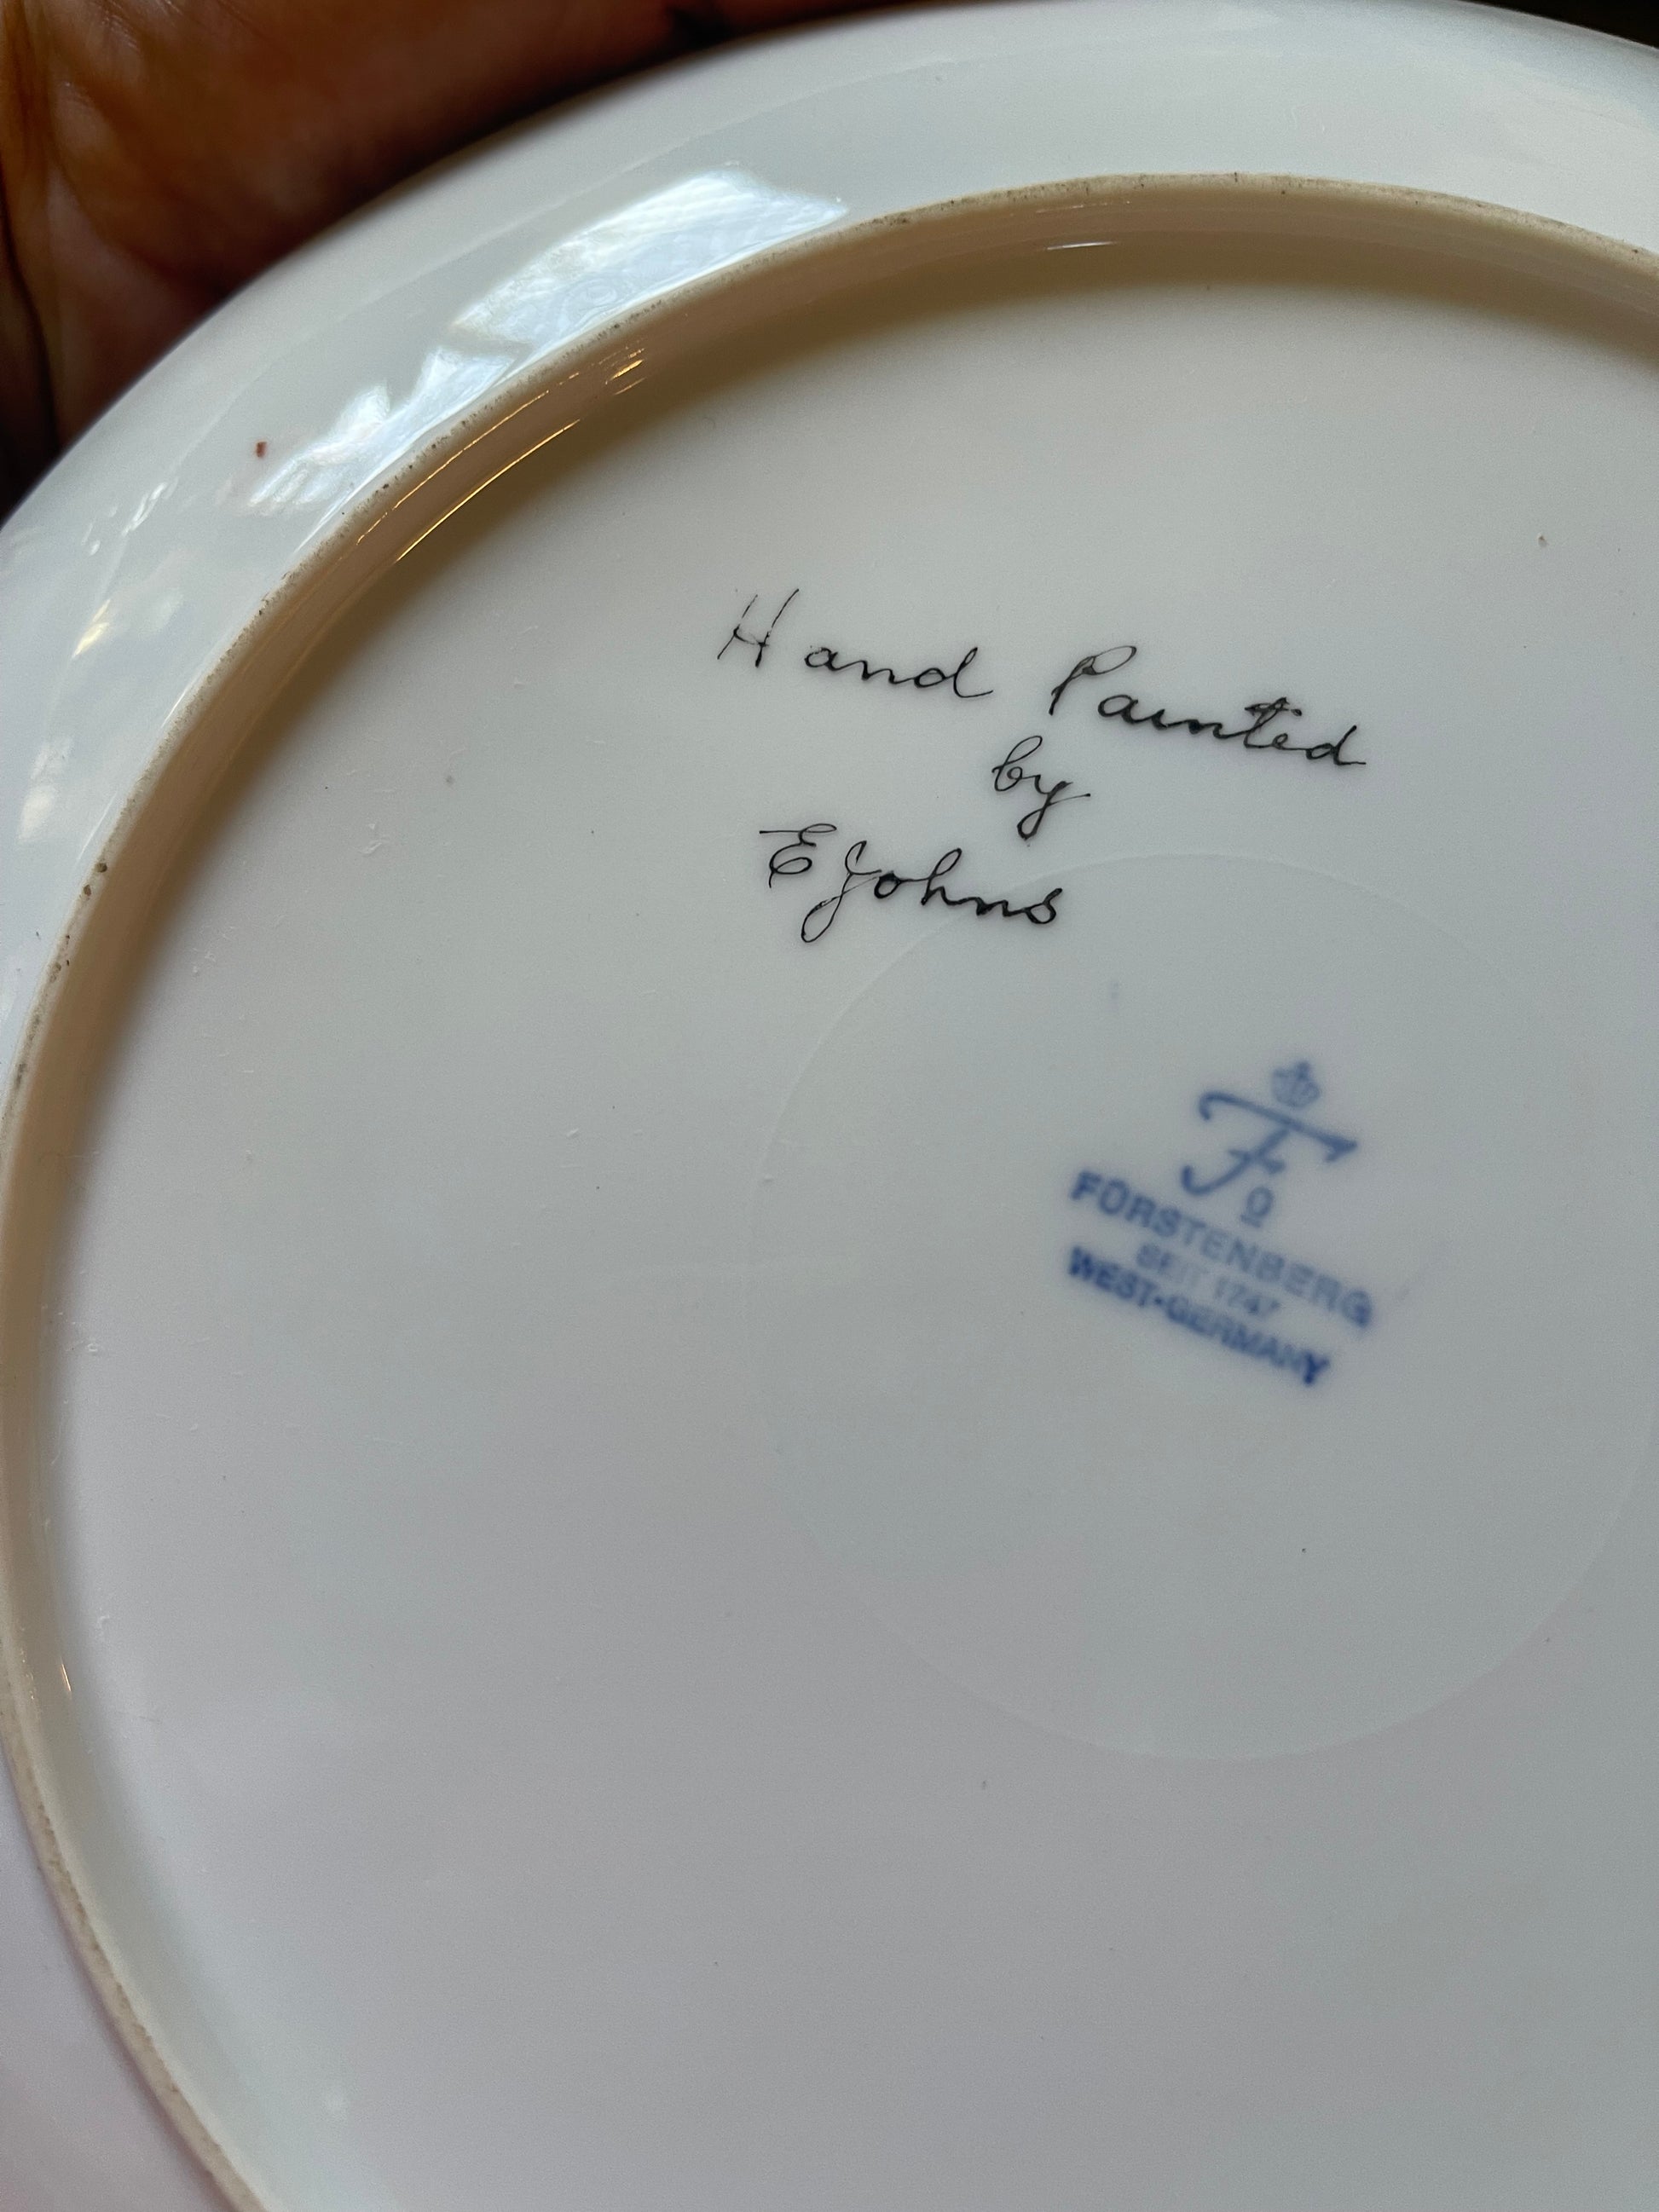 Hand Painted
by
E Johns
F
o
FÜRSTENBERG
SEIT 1747
WEST-GERMANY